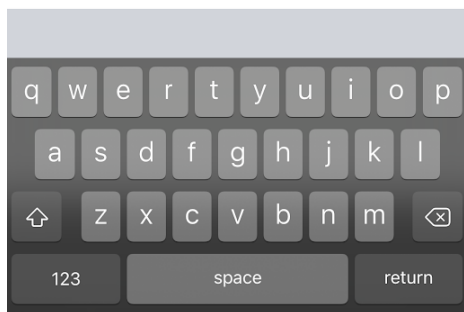 q w e r t y u i o p
a s d f g h j k l
z x c v b n m
123 space return